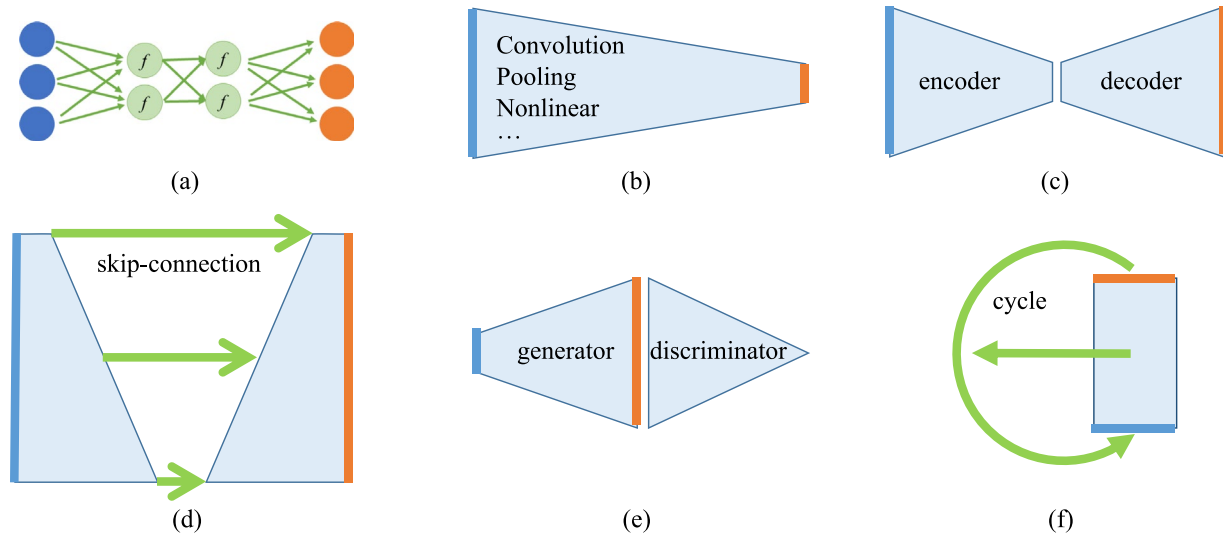 f
f
f
f
(a)
Convolution
Pooling
Nonlinear
…
(b)
encoder
decoder
(c)
skip-connection
(d)
generator
discriminator
(e)
cycle
(f)